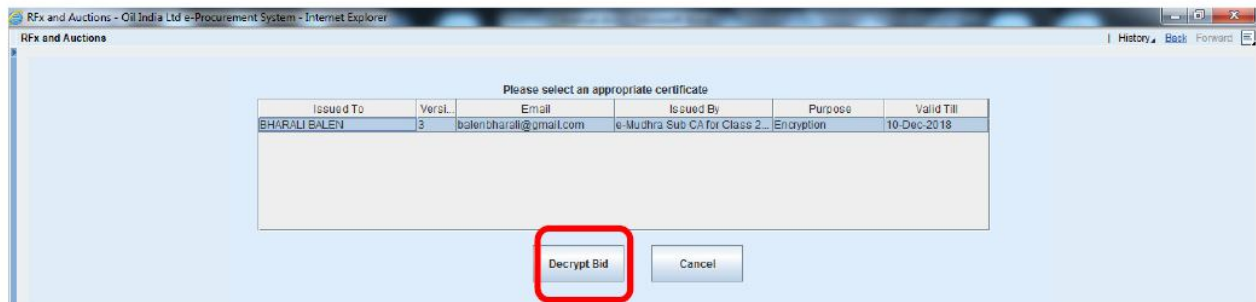 RFx and Auctions - Oil India Ltd e-Procurement System - Internet Explorer
RFx and Auctions | History Back Forward
Please select an appropriate certificate
Issued To Versi... Email Issued By Purpose Valid Till
BHARALI BALEN 3 balenbharali@gmail.com e-Mudhra Sub CA for Class 2... Encryption 10-Dec-2018
Decrypt Bid Cancel